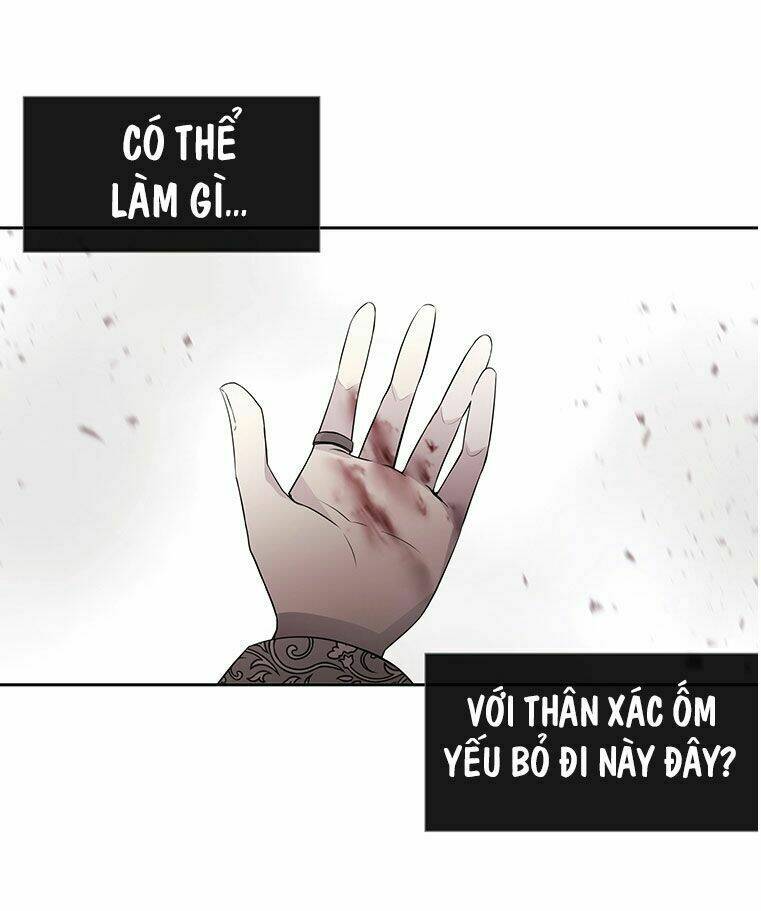 CÓ THỂ
LÀM GÌ...
VỚI THÂN XÁC ỐM
YẾU BỎ ĐI NÀY ĐÂY?